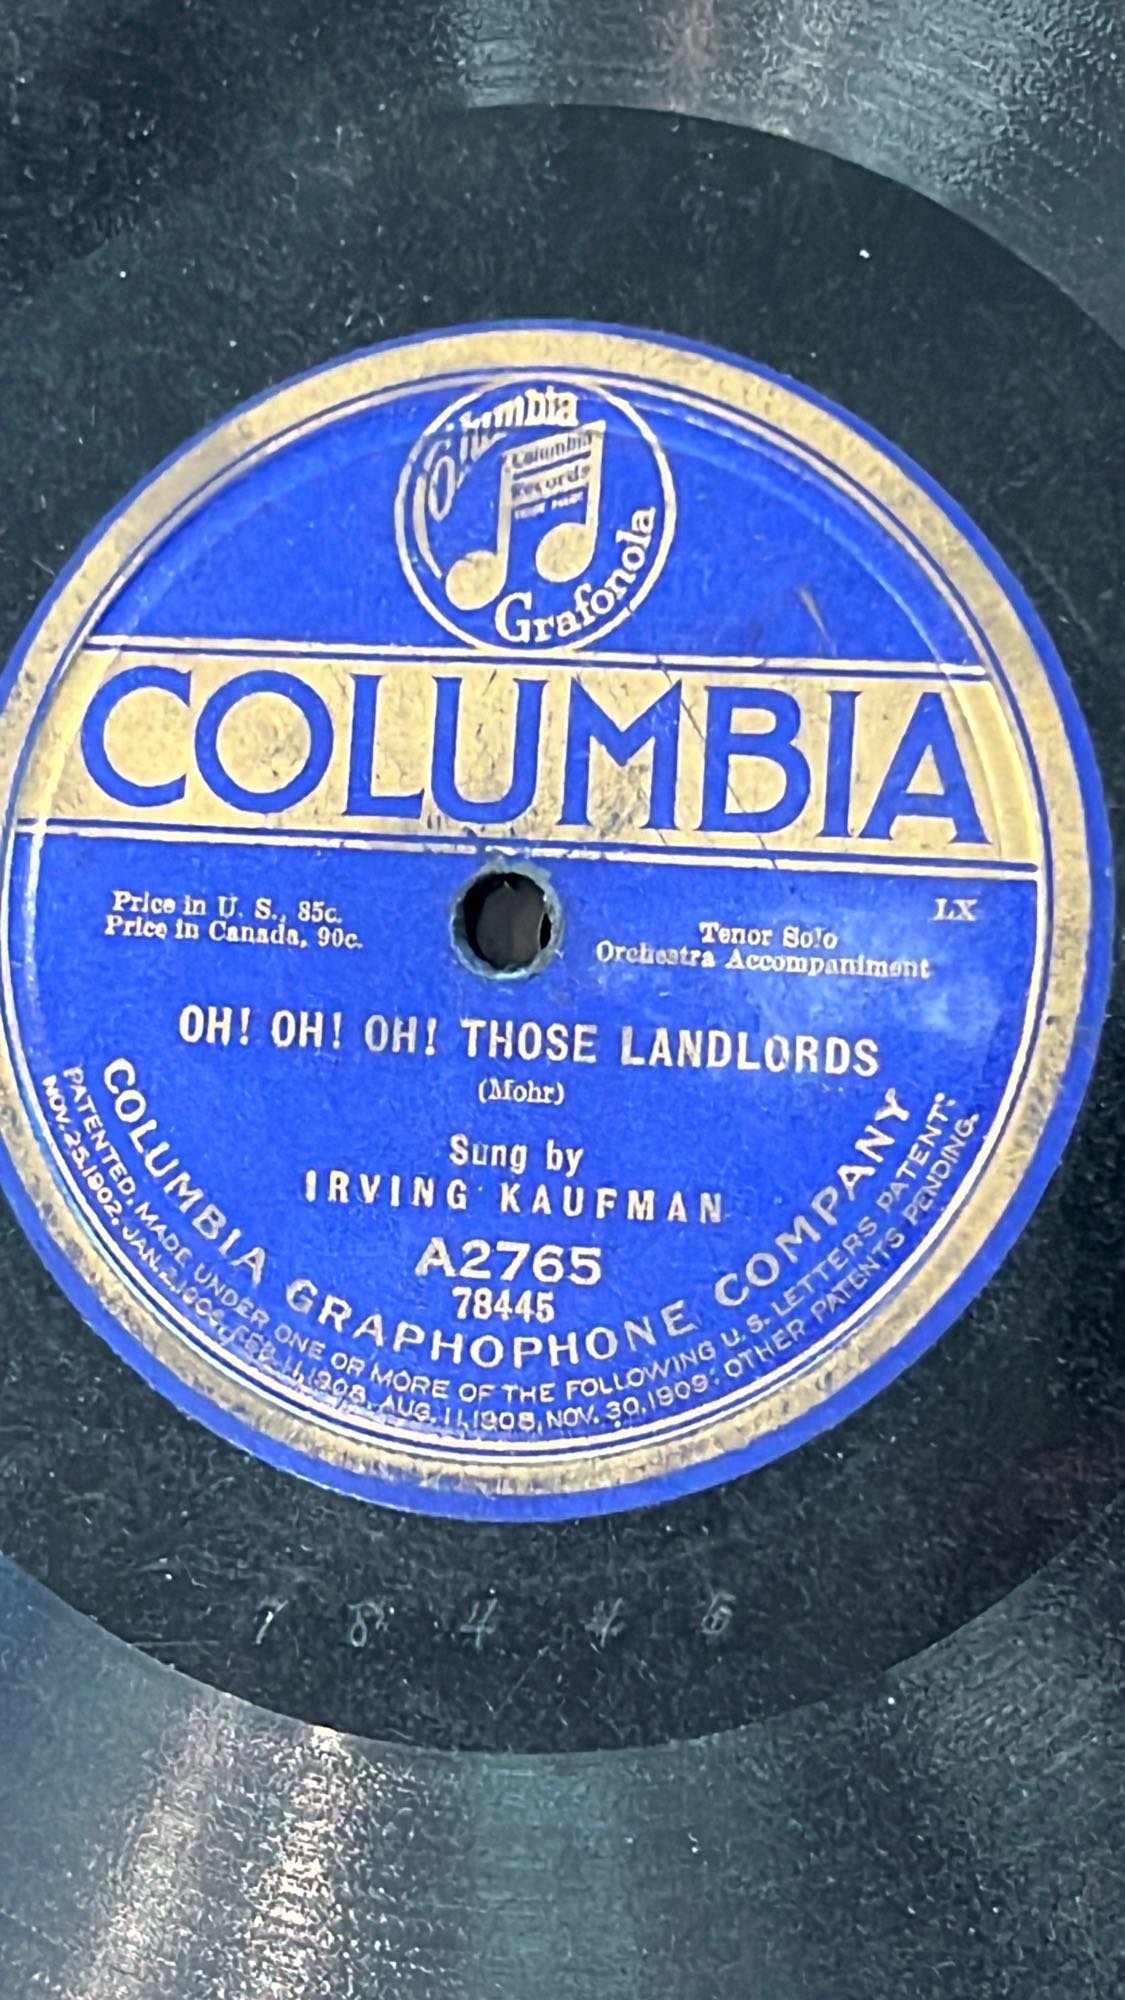 Columbia
Columbia
Records
Grafonola
COLUMBIA
Price in U. S., 85c.
Price in Canada, 90c.
LX
Tenor Solo
Orchestra Accompaniment
OH! OH! OH! THOSE LANDLORDS
(Mohr)
Sung by
IRVING KAUFMAN
A2765
78445
COLUMBIA GRAPHOPHONE COMPANY
PATENTED, MADE UNDER ONE OR MORE OF THE FOLLOWING U.S. LETTERS PATENT:
NOV. 25, 1902, JAN. 2, 1906, FEB. 11, 1908, AUG. 11, 1908, NOV. 30, 1909: OTHER PATENTS PENDING.
78445